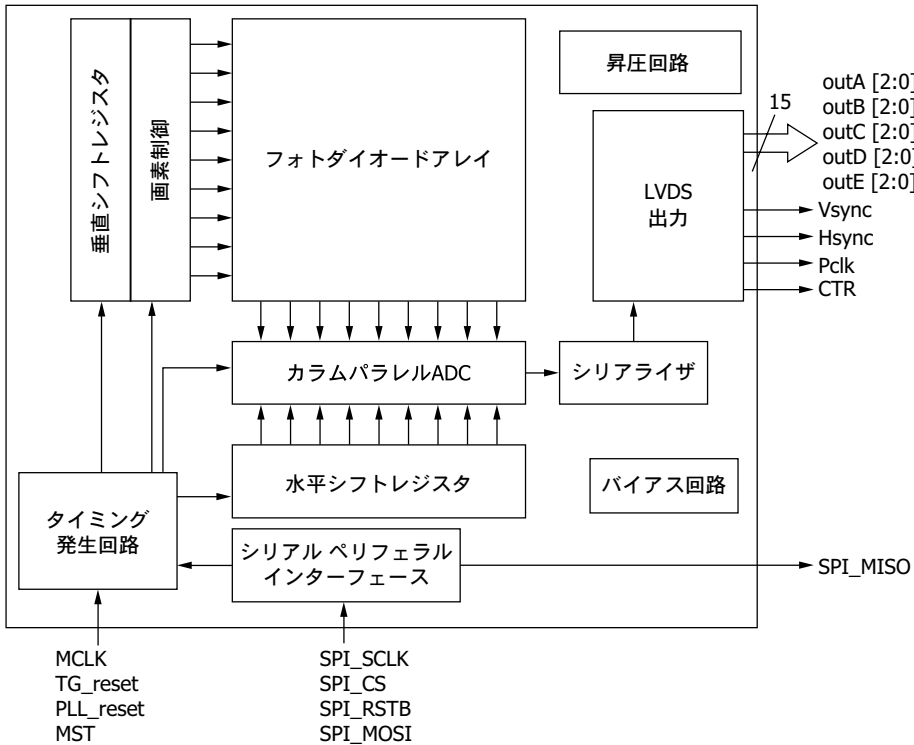 垂直シフトレジスタ
画素制御
フォトダイオードアレイ
昇圧回路
LVDS
出力
15
outA [2:0]
outB [2:0]
outC [2:0]
outD [2:0]
outE [2:0]
Vsync
Hsync
Pclk
CTR
カラムパラレルADC
シリアライザ
水平シフトレジスタ
バイアス回路
タイミング
発生回路
シリアル ペリフェラル
インターフェース
SPI_MISO
MCLK
TG_reset
PLL_reset
MST
SPI_SCLK
SPI_CS
SPI_RSTB
SPI_MOSI